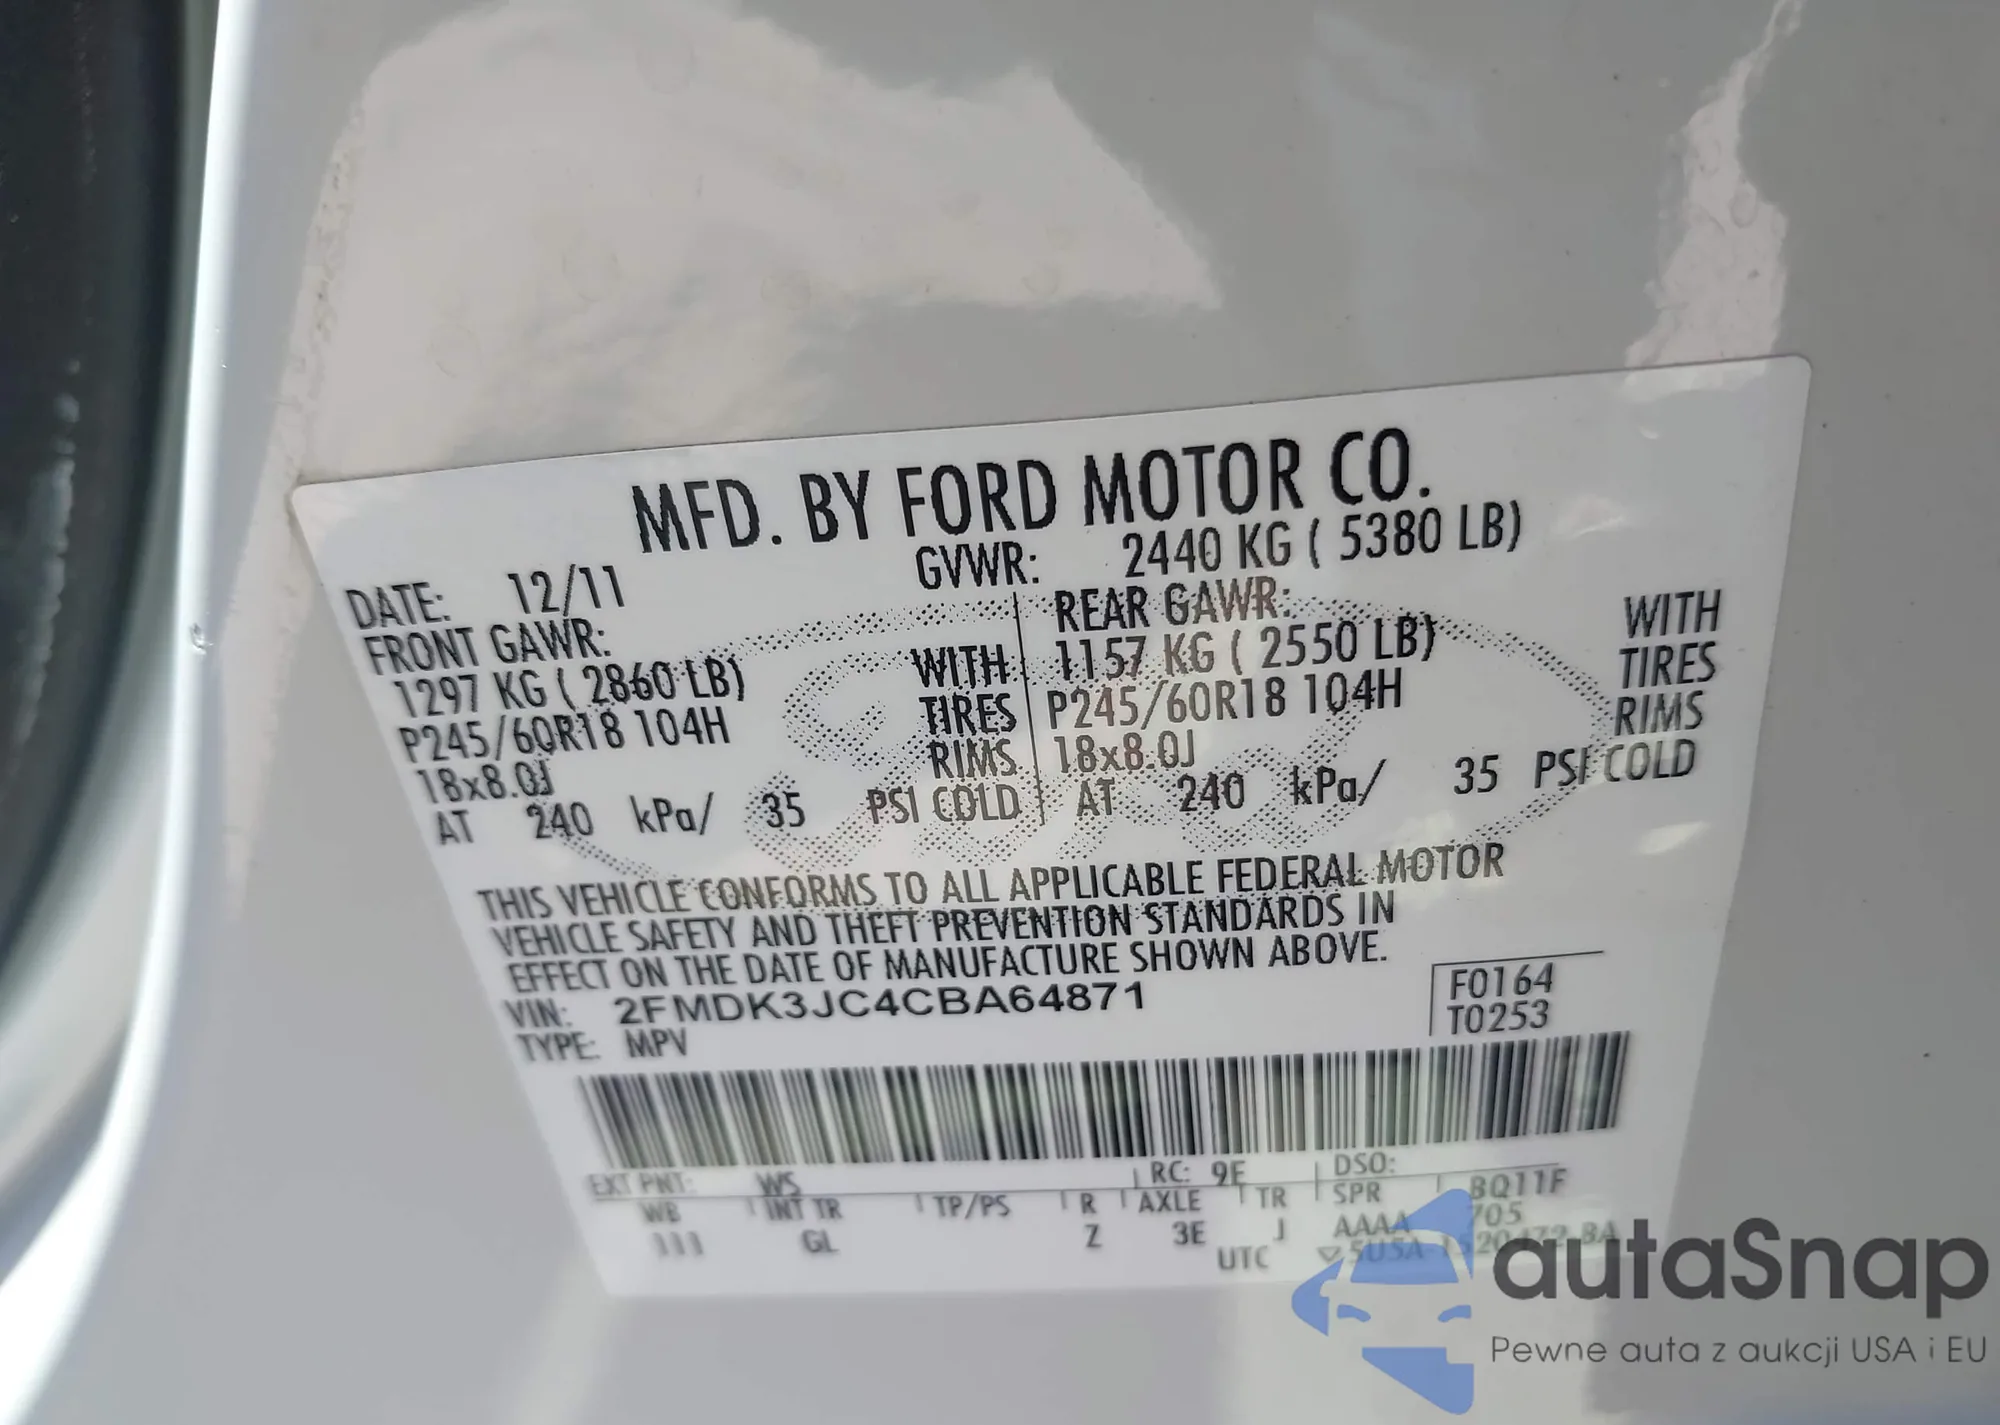 MFD. BY FORD MOTOR CO.
DATE: 12/11 GVWR: 2440 KG ( 5380 LB)
FRONT GAWR: REAR GAWR:
1297 KG ( 2860 LB) WITH 1157 KG ( 2550 LB) WITH
P245/60R18 104H TIRES P245/60R18 104H TIRES
18x8.0J RIMS 18x8.0J RIMS
AT 240 kPa/ 35 PSI COLD AT 240 kPa/ 35 PSI COLD
THIS VEHICLE CONFORMS TO ALL APPLICABLE FEDERAL MOTOR
VEHICLE SAFETY AND THEFT PREVENTION STANDARDS IN
EFFECT ON THE DATE OF MANUFACTURE SHOWN ABOVE.
VIN: 2FMDK3JC4CBA64871 F0164
TYPE: MPV T0253
EXT PNT: WS RC: 9E DSO:
WB INT TR TP/PS R AXLE TR SPR BQ11F
111 GL Z 3E J AAAA 705
UTC
autaSnap
Pewne auta z aukcji USA i EU